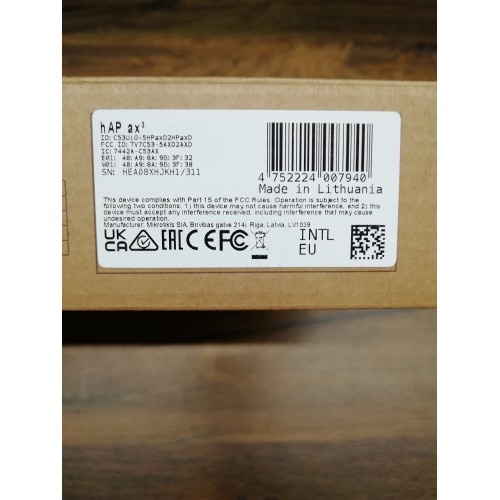 hAP ax³
ID: C53UiG-5HPaxD2HPaxD
FCC ID: TV7C53-5AXD2AXD
IC: 7442A-C53AX
E01: 48:A9:8A:9B:3F:32
W01: 48:A9:8A:9B:3F:38
SN: HEA08XHJKH1/311
4 752224 007940
Made in Lithuania
This device complies with Part 15 of the FCC Rules. Operation is subject to the
following two conditions: 1) this device may not cause harmful interference, and 2) this
device must accept any interference received, including interference that may cause
undesired operation.
Manufacturer: Mikrotikls SIA, Brivibas gatve 214i, Riga, Latvia, LV1039
UK CA EAC CE FC
INTL
EU